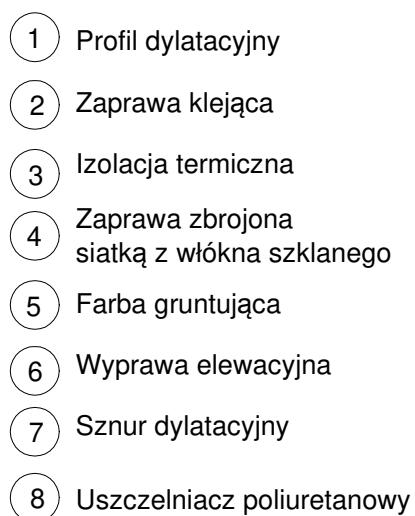 1 Profil dylatacyjny
2 Zaprawa klejąca
3 Izolacja termiczna
4 Zaprawa zbrojona
siatką z włókna szklanego
5 Farba gruntująca
6 Wyprawa elewacyjna
7 Sznur dylatacyjny
8 Uszczelniacz poliuretanowy